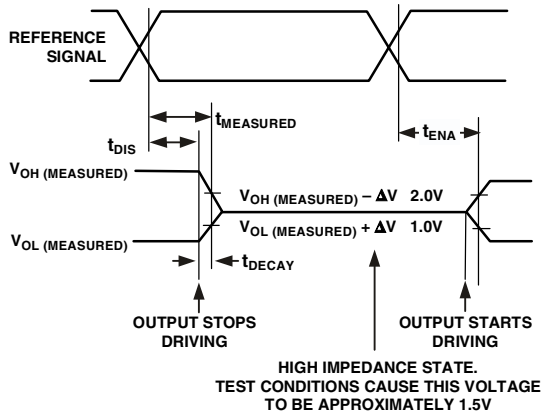 REFERENCE
SIGNAL
tMEASURED
tDIS
tENA
VOH (MEASURED)
VOH (MEASURED) – ΔV 2.0V
VOL (MEASURED) + ΔV 1.0V
VOL (MEASURED)
tDECAY
OUTPUT STOPS
DRIVING
OUTPUT STARTS
DRIVING
HIGH IMPEDANCE STATE.
TEST CONDITIONS CAUSE THIS VOLTAGE
TO BE APPROXIMATELY 1.5V